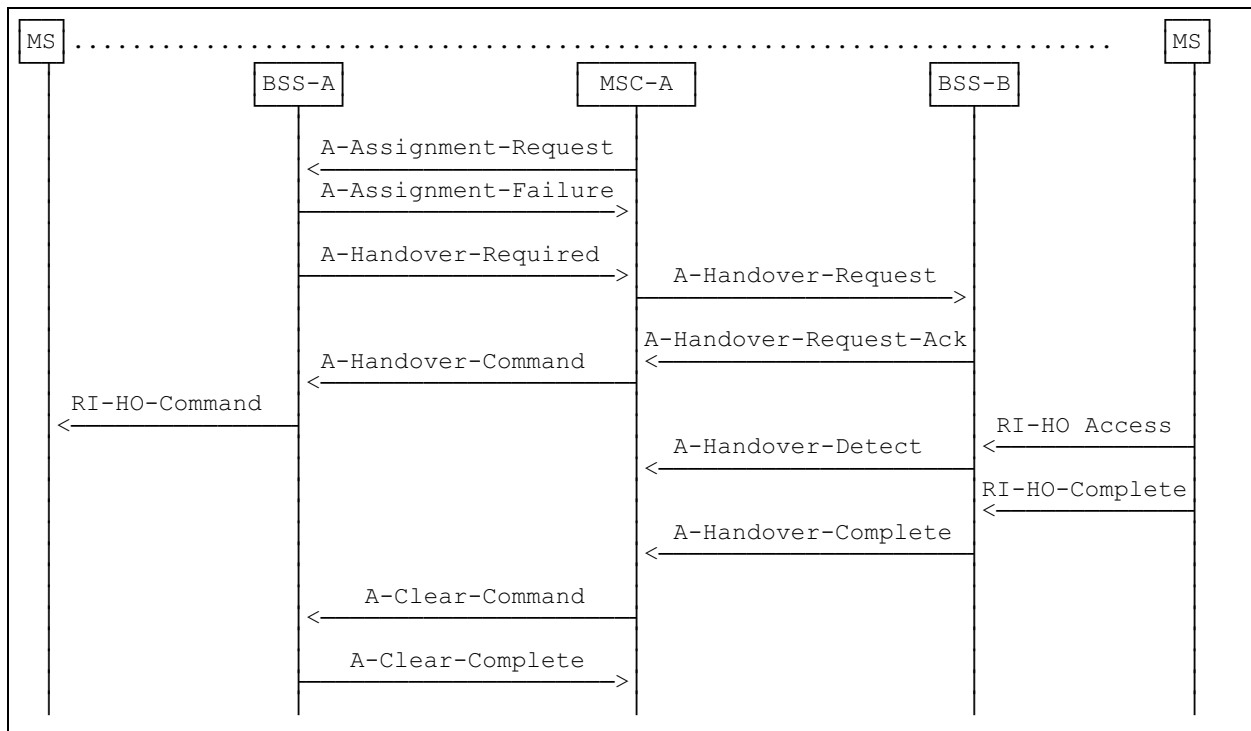 MS MS
BSS-A MSC-A BSS-B
A-Assignment-Request
A-Assignment-Failure
A-Handover-Required
A-Handover-Request
A-Handover-Request-Ack
A-Handover-Command
RI-HO-Command
RI-HO Access
A-Handover-Detect
RI-HO-Complete
A-Handover-Complete
A-Clear-Command
A-Clear-Complete